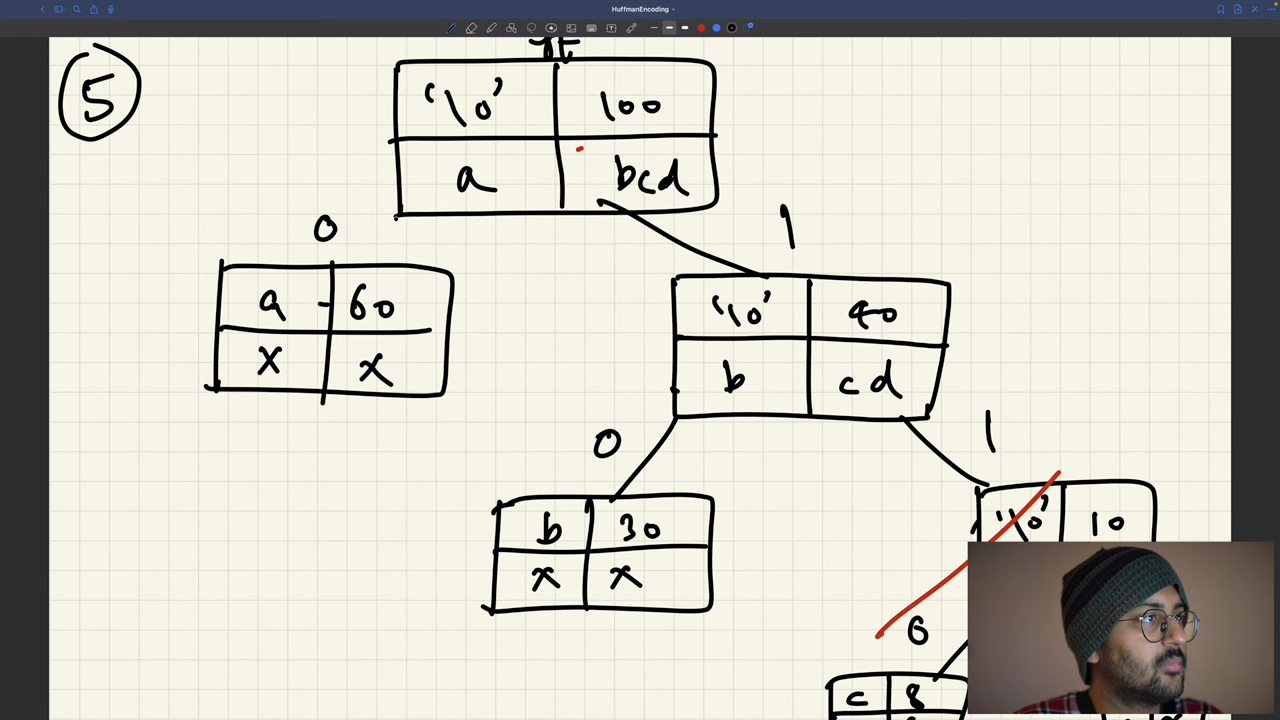 HuffmanEncoding
5
'\0' 100
a bcd
0 1
a - 60
x x
'\0' 40
b cd
0 1
b 30
x x
'\0' 10
0
c 8